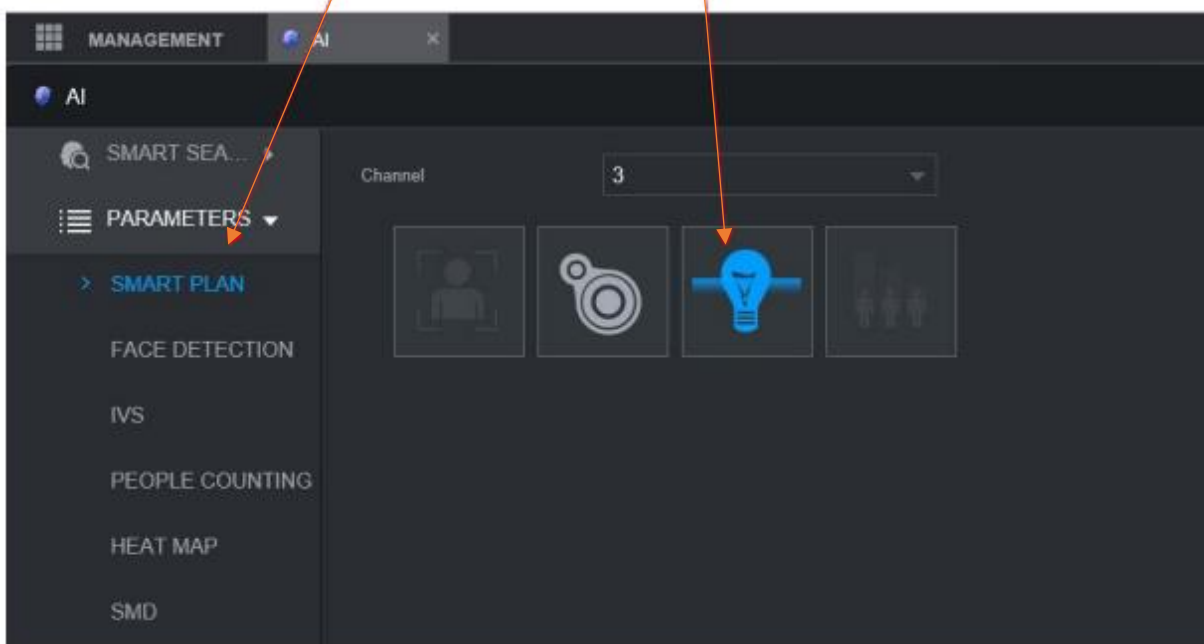 MANAGEMENT
AI
AI
SMART SEA...
Channel
3
PARAMETERS
SMART PLAN
FACE DETECTION
IVS
PEOPLE COUNTING
HEAT MAP
SMD